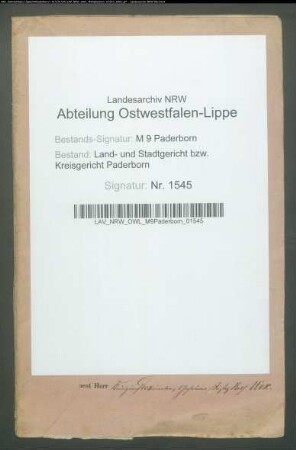 Landesarchiv NRW
Abteilung Ostwestfalen-Lippe
Bestands-Signatur: M 9 Paderborn
Bestand: Land- und Stadtgericht bzw.
Kreisgericht Paderborn
Signatur: Nr. 1545
LAV_NRW_OWL_M9Paderborn_01545
Herr